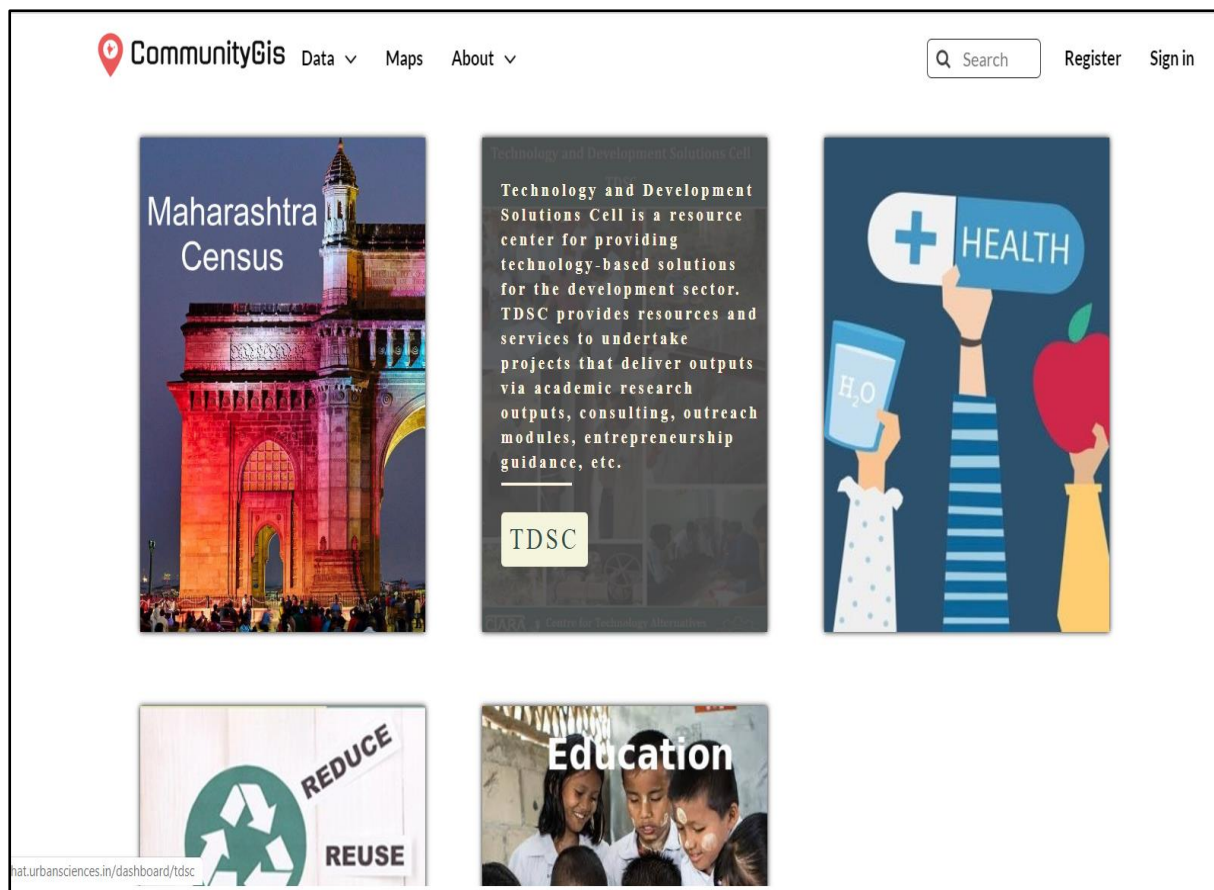 CommunityGis Data Maps About Search Register Sign in
Maharashtra
Census
Technology and Development Solutions Cell
TDSC
Technology and Development
Solutions Cell is a resource
center for providing
technology-based solutions
for the development sector.
TDSC provides resources and
services to undertake
projects that deliver outputs
via academic research
outputs, consulting, outreach
modules, entrepreneurship
guidance, etc.
TDSC
Centre for Technology Alternatives
HEALTH
H₂O
REDUCE
REUSE
Education
hat.urbansciences.in/dashboard/tdsc